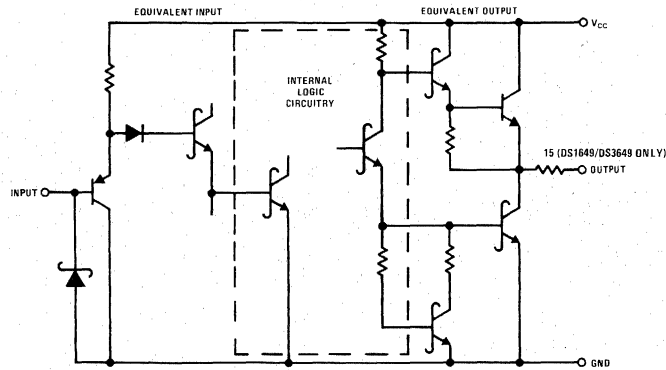 EQUIVALENT INPUT
EQUIVALENT OUTPUT
VCC
INTERNAL
LOGIC
CIRCUITRY
15 (DS1649/DS3649 ONLY)
INPUT
OUTPUT
GND